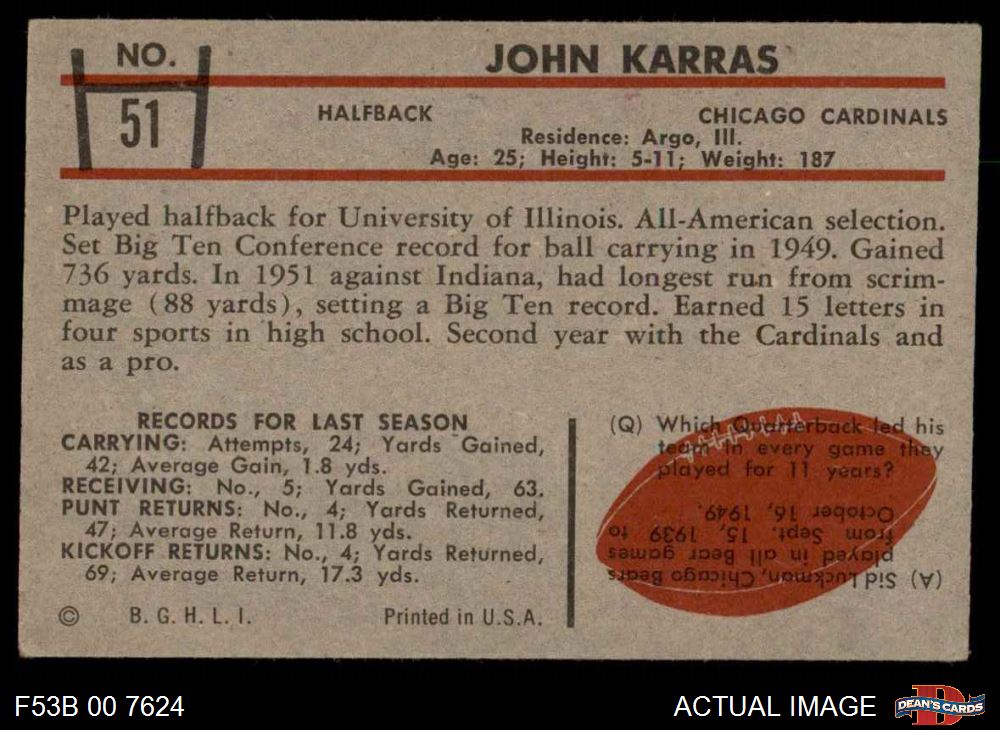 NO.
51
JOHN KARRAS
HALFBACK
CHICAGO CARDINALS
Residence: Argo, Ill.
Age: 25; Height: 5-11; Weight: 187
Played halfback for University of Illinois. All-American selection.
Set Big Ten Conference record for ball carrying in 1949. Gained
736 yards. In 1951 against Indiana, had longest run from scrim-
mage (88 yards), setting a Big Ten record. Earned 15 letters in
four sports in high school. Second year with the Cardinals and
as a pro.
RECORDS FOR LAST SEASON
CARRYING: Attempts, 24; Yards Gained,
42; Average Gain, 1.8 yds.
RECEIVING: No., 5; Yards Gained, 63.
PUNT RETURNS: No., 4; Yards Returned,
47; Average Return, 11.8 yds.
KICKOFF RETURNS: No., 4; Yards Returned,
69; Average Return, 17.3 yds.
© B. G. H. L. I. Printed in U.S.A.
(Q) Which Quarterback led his
team in every game they
played for 11 years?
(A) Sid Luckman, Chicago Bears
played in all Bear games
from Sept. 15, 1939 to
October 16, 1949.
F53B 00 7624
ACTUAL IMAGE
DEAN'S CARDS